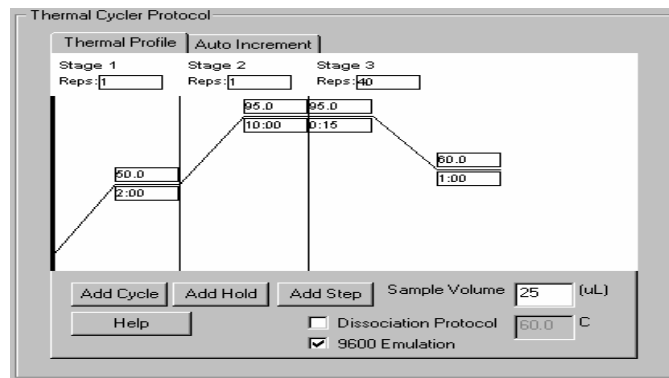 Thermal Cycler Protocol
Thermal Profile Auto Increment
Stage 1 Stage 2 Stage 3
Reps: 1 Reps: 1 Reps: 40
95.0 95.0
10:00 0:15
60.0
1:00
50.0
2:00
Add Cycle Add Hold Add Step Sample Volume 25 (uL)
Help Dissociation Protocol 60.0 C
9600 Emulation